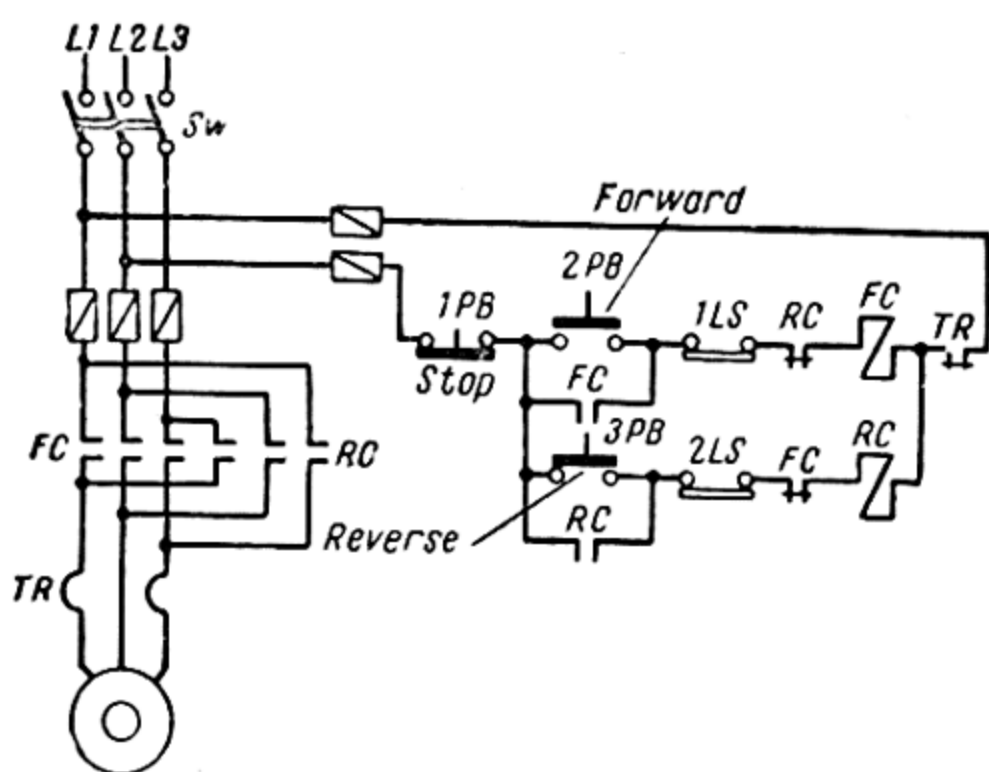 L1 L2 L3
Sw
Forward
2PB
1PB
1LS
RC
FC
TR
Stop
FC
3PB
FC
RC
2LS
FC
RC
RC
Reverse
TR